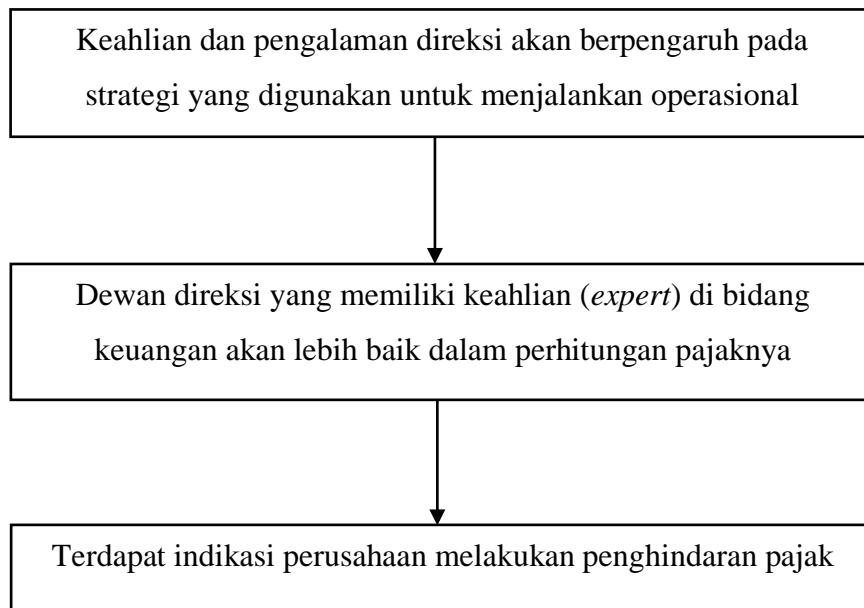 Keahlian dan pengalaman direksi akan berpengaruh pada
strategi yang digunakan untuk menjalankan operasional
Dewan direksi yang memiliki keahlian (expert) di bidang
keuangan akan lebih baik dalam perhitungan pajaknya
Terdapat indikasi perusahaan melakukan penghindaran pajak